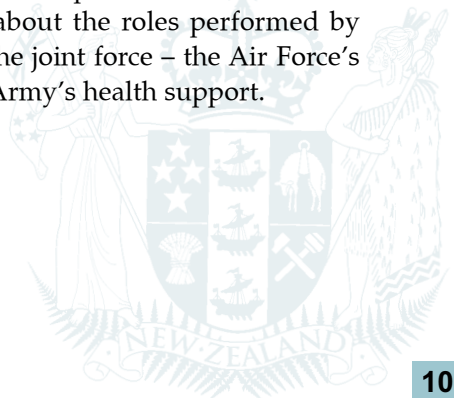 about the roles performed by
he joint force – the Air Force's
Army's health support.
NEW·ZEALAND
10